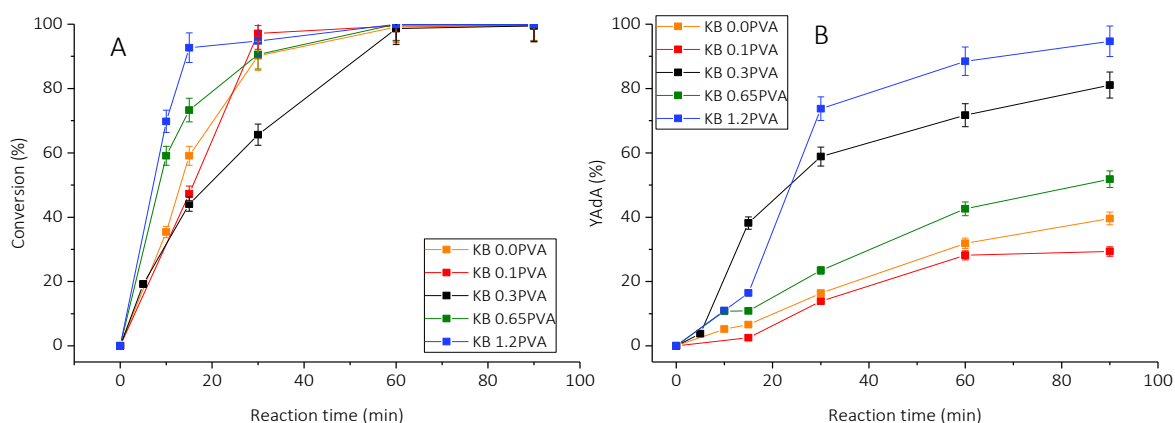 A
100
80
60
40
20
0
Conversion (%)
KB 0.0PVA
KB 0.1PVA
KB 0.3PVA
KB 0.65PVA
KB 1.2PVA
0 20 40 60 80 100
Reaction time (min)
B
KB 0.0PVA
KB 0.1PVA
KB 0.3PVA
KB 0.65PVA
KB 1.2PVA
100
80
60
40
20
0
YAdA (%)
0 20 40 60 80 100
Reaction time (min)